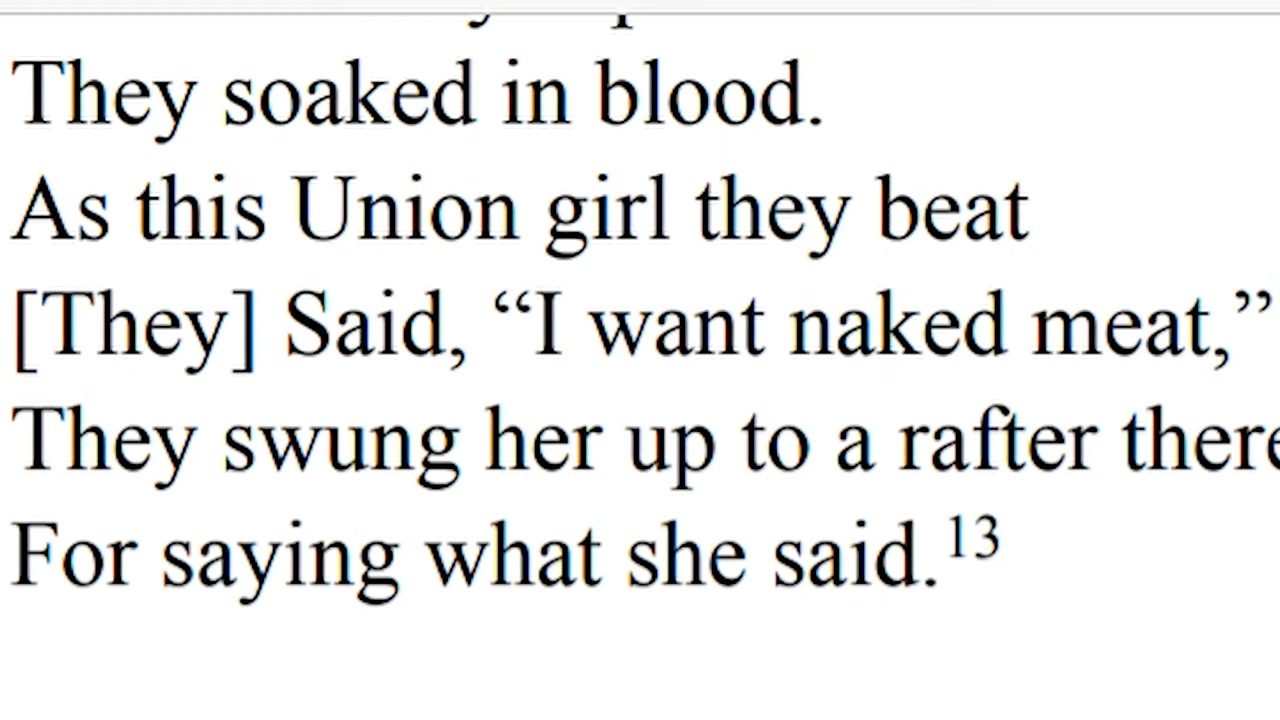 They soaked in blood.
As this Union girl they beat
[They] Said, “I want naked meat,”
They swung her up to a rafter there
For saying what she said.13